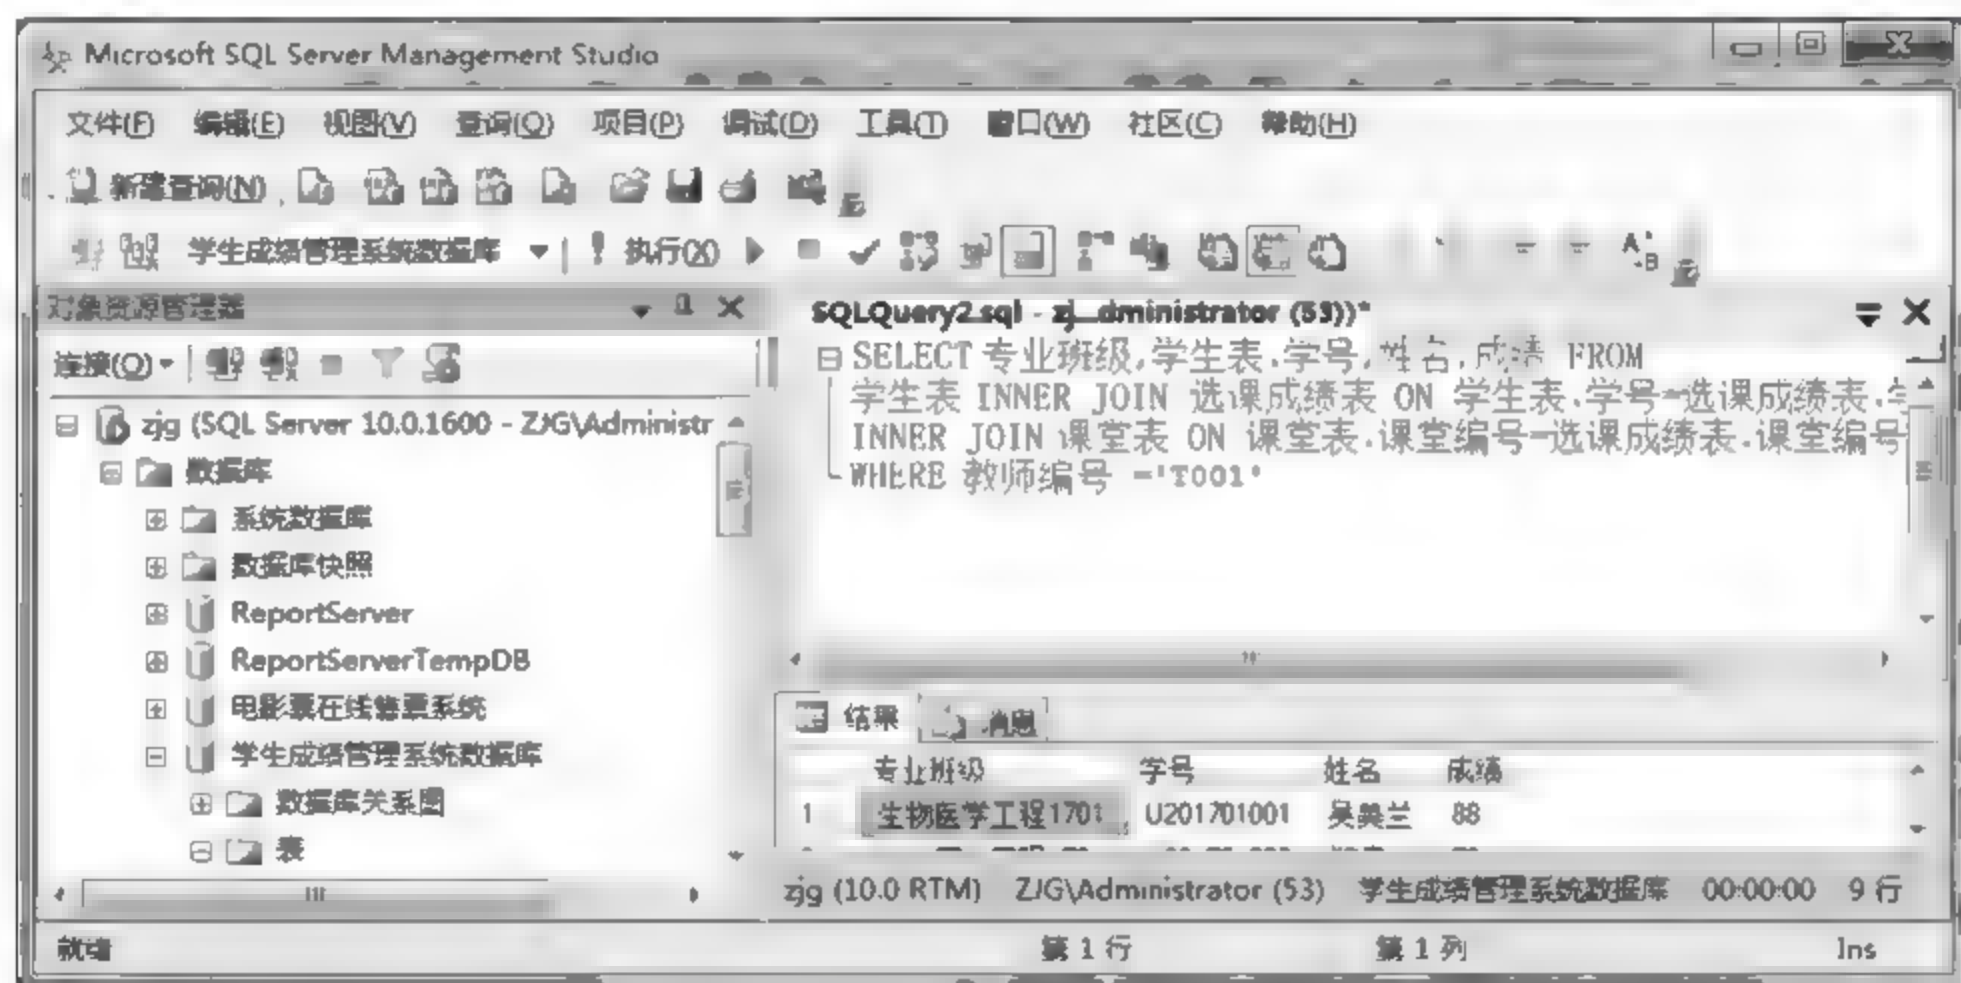 Microsoft SQL Server Management Studio
文件(F) 编辑(E) 视图(V) 查询(Q) 项目(P) 调试(D) 工具(T) 窗口(W) 社区(C) 帮助(H)
新建查询(N)
学生成绩管理系统数据库 执行(X)
对象资源管理器
连接(O)
zjg (SQL Server 10.0.1600 - ZJG\Administr
数据库
系统数据库
数据库快照
ReportServer
ReportServerTempDB
电影票在线售票系统
学生成绩管理系统数据库
数据库关系图
表
SQLQuery2.sql - zj...dministrator (53))*
SELECT 专业班级,学生表.学号,姓名,成绩 FROM
学生表 INNER JOIN 选课成绩表 ON 学生表.学号=选课成绩表.学
INNER JOIN 课堂表 ON 课堂表.课堂编号=选课成绩表.课堂编号
WHERE 教师编号 ='T001'
结果 消息
专业班级 学号 姓名 成绩
1 生物医学工程1701 U201701001 吴美兰 88
zjg (10.0 RTM) ZJG\Administrator (53) 学生成绩管理系统数据库 00:00:00 9 行
就绪 第 1 行 第 1 列 Ins